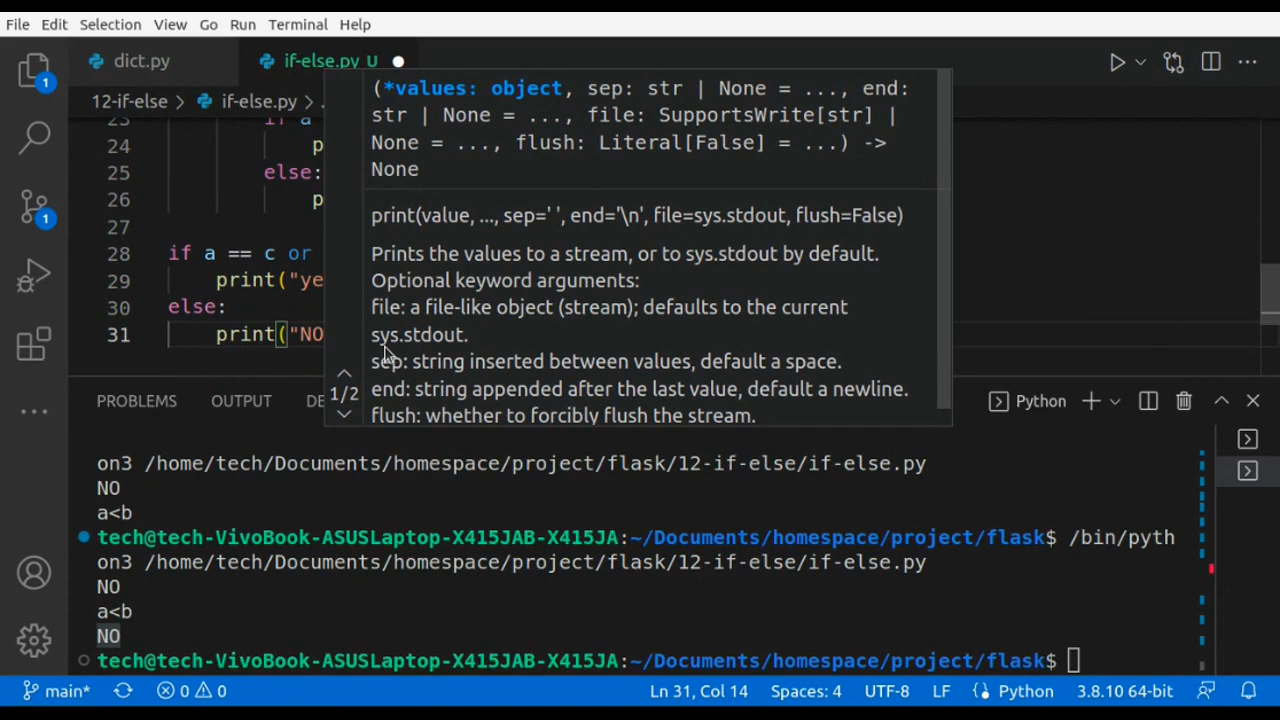 File Edit Selection View Go Run Terminal Help
dict.py if-else.py U
12-if-else > if-else.py > .
23 if a
24 p
25 else:
26 p
27
28 if a == c or
29 print("ye
30 else:
31 print("NO
(*values: object, sep: str | None = ..., end:
str | None = ..., file: SupportsWrite[str] |
None = ..., flush: Literal[False] = ...) ->
None
print(value, ..., sep=' ', end='\n', file=sys.stdout, flush=False)
Prints the values to a stream, or to sys.stdout by default.
Optional keyword arguments:
file: a file-like object (stream); defaults to the current
sys.stdout.
sep: string inserted between values, default a space.
end: string appended after the last value, default a newline.
flush: whether to forcibly flush the stream.
1/2
PROBLEMS OUTPUT DE Python
on3 /home/tech/Documents/homespace/project/flask/12-if-else/if-else.py
NO
a<b
tech@tech-VivoBook-ASUSLaptop-X415JAB-X415JA:~/Documents/homespace/project/flask$ /bin/pyth
on3 /home/tech/Documents/homespace/project/flask/12-if-else/if-else.py
NO
a<b
NO
tech@tech-VivoBook-ASUSLaptop-X415JAB-X415JA:~/Documents/homespace/project/flask$
main* 0 0 Ln 31, Col 14 Spaces: 4 UTF-8 LF Python 3.8.10 64-bit
1
1